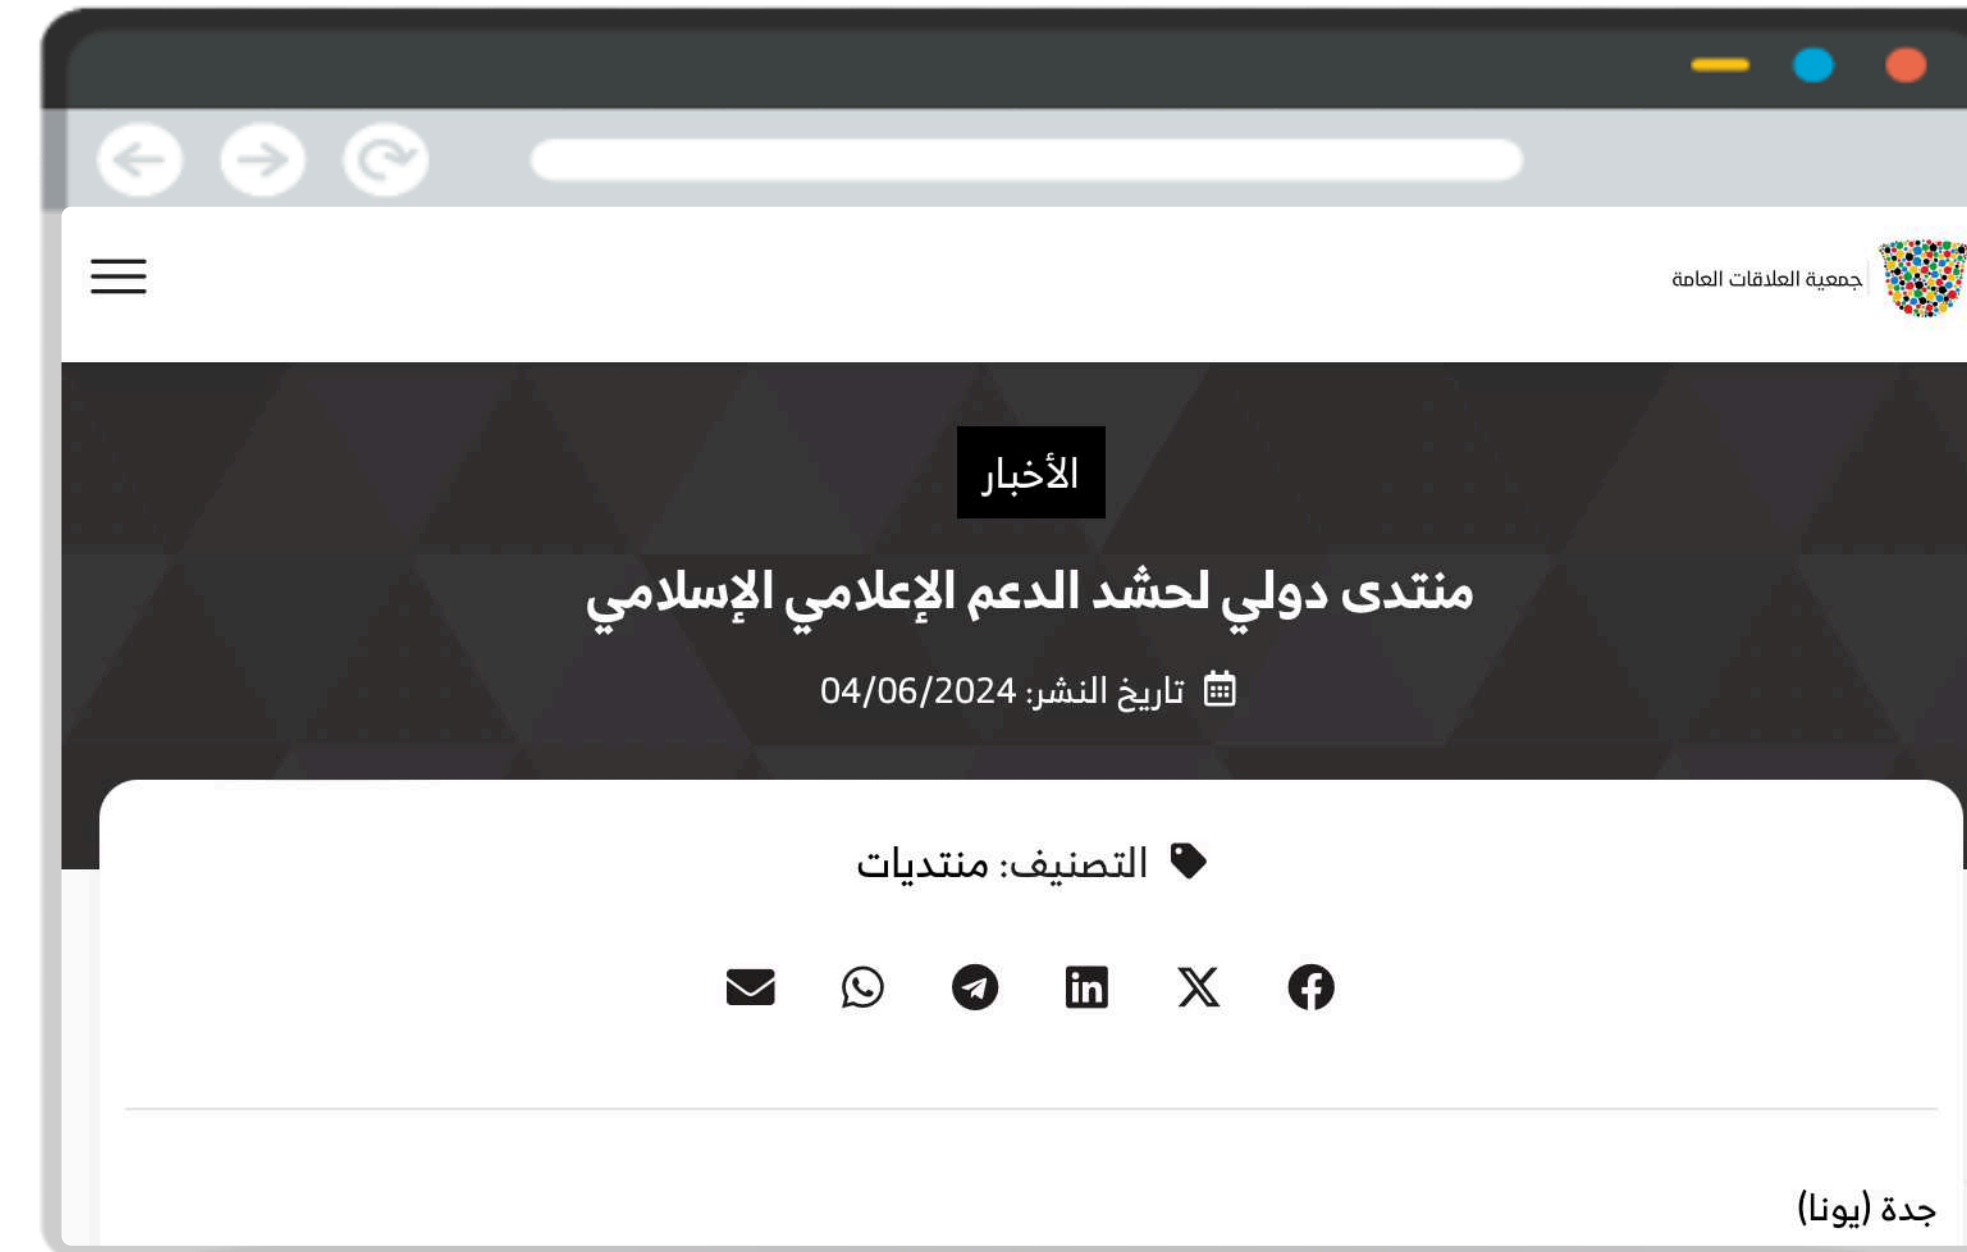 جمعية العلاقات العامة
الأخبار
منتدى دولي لحشد الدعم الإعلامي الإسلامي
تاريخ النشر: 04/06/2024
التصنيف: منتديات
جدة (يونا)